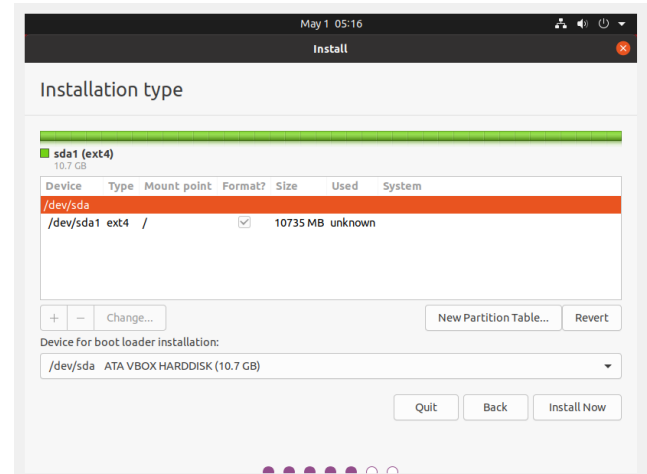 May 1 05:16
Install
Installation type
sda1 (ext4)
10.7 GB
Device Type Mount point Format? Size Used System
/dev/sda
/dev/sda1 ext4 / 10735 MB unknown
+ − Change... New Partition Table... Revert
Device for boot loader installation:
/dev/sda ATA VBOX HARDDISK (10.7 GB)
Quit Back Install Now